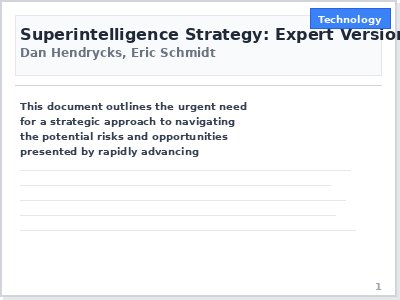 Technology
Superintelligence Strategy: Expert Version
Dan Hendrycks, Eric Schmidt
This document outlines the urgent need
for a strategic approach to navigating
the potential risks and opportunities
presented by rapidly advancing
1